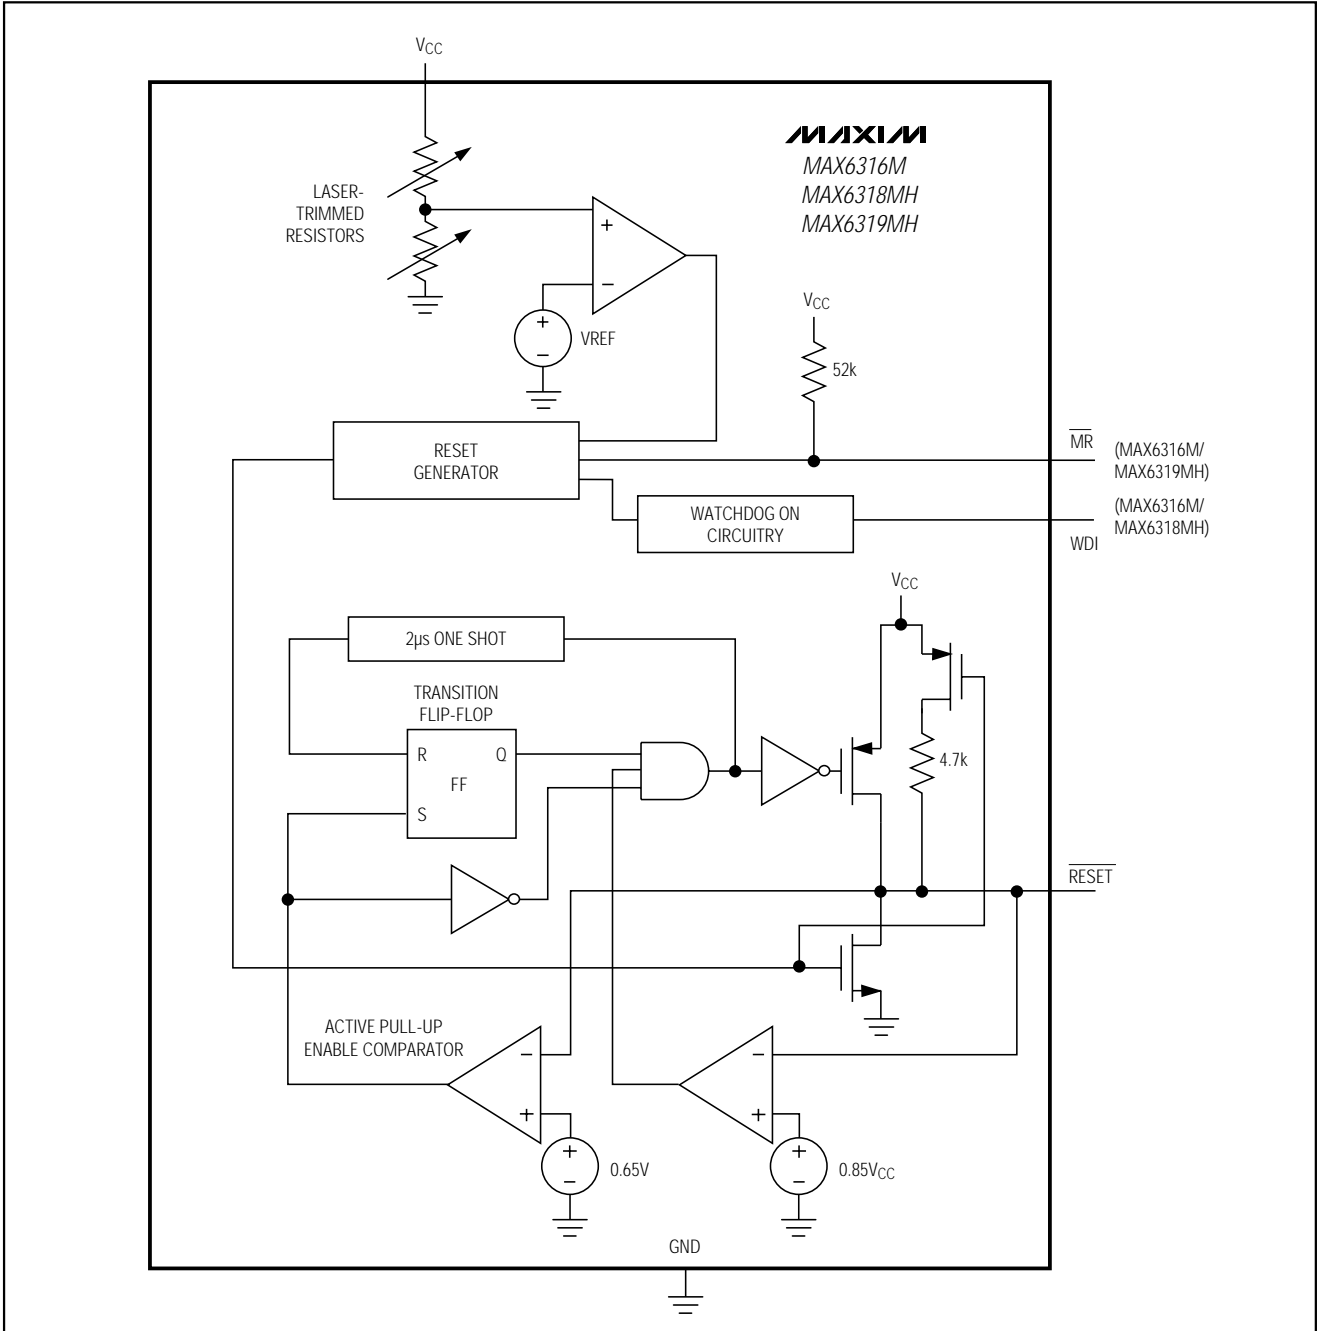 VCC
MAXIM
MAX6316M
MAX6318MH
MAX6319MH
LASER-
TRIMMED
RESISTORS
+
−
+
−
VREF
VCC
52k
RESET
GENERATOR
MR
(MAX6316M/
MAX6319MH)
WATCHDOG ON
CIRCUITRY
(MAX6316M/
MAX6318MH)
WDI
VCC
2µs ONE SHOT
TRANSITION
FLIP-FLOP
R
Q
FF
S
4.7k
RESET
ACTIVE PULL-UP
ENABLE COMPARATOR
−
+
−
+
+
−
0.65V
+
−
0.85VCC
GND